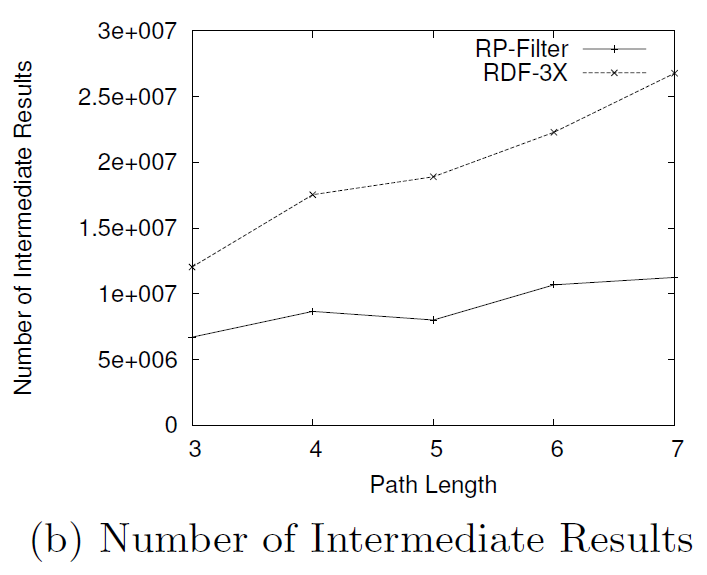 3e+007
2.5e+007
2e+007
1.5e+007
1e+007
5e+006
0
Number of Intermediate Results
RP-Filter
RDF-3X
3 4 5 6 7
Path Length
(b) Number of Intermediate Results